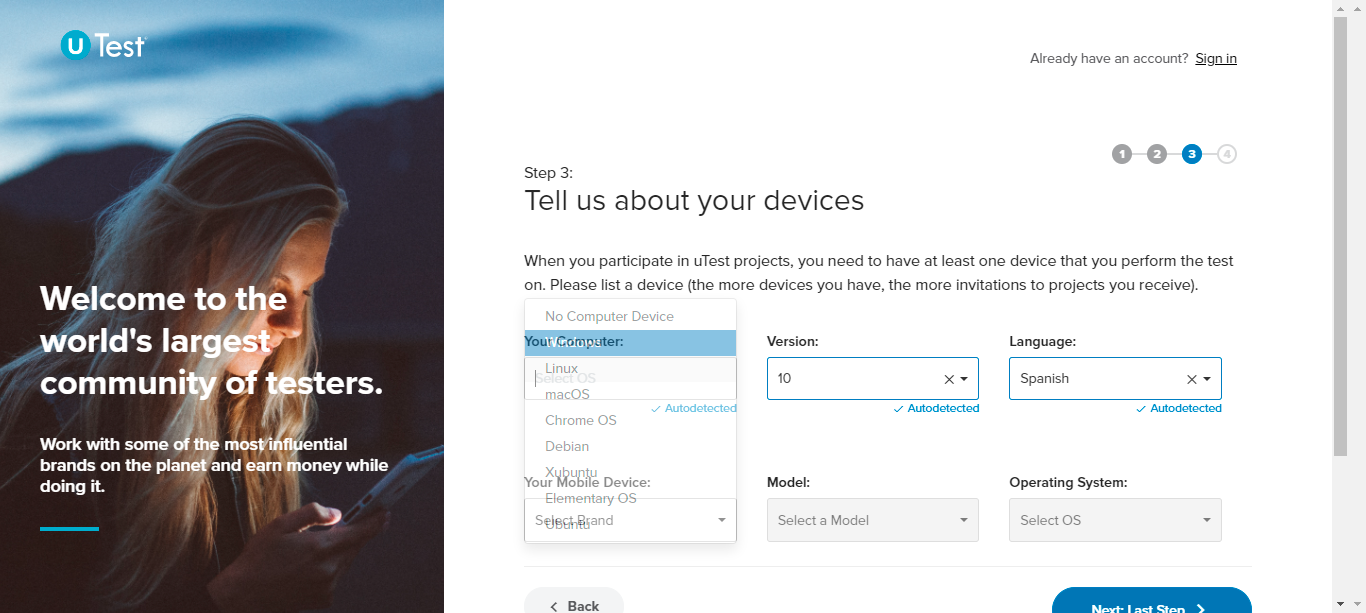 U Test
Already have an account? Sign in
1 2 3 4
Step 3:
Tell us about your devices
When you participate in uTest projects, you need to have at least one device that you perform the test
on. Please list a device (the more devices you have, the more invitations to projects you receive).
Welcome to the
world's largest
community of testers.
Work with some of the most influential
brands on the planet and earn money while
doing it.
Your Computer:
Select OS
Autodetected
No Computer Device
Windows
Linux
macOS
Chrome OS
Debian
Xubuntu
Elementary OS
Ubuntu
Version:
10
Autodetected
Language:
Spanish
Autodetected
Your Mobile Device:
Select Brand
Model:
Select a Model
Operating System:
Select OS
Back
Next: Last Step